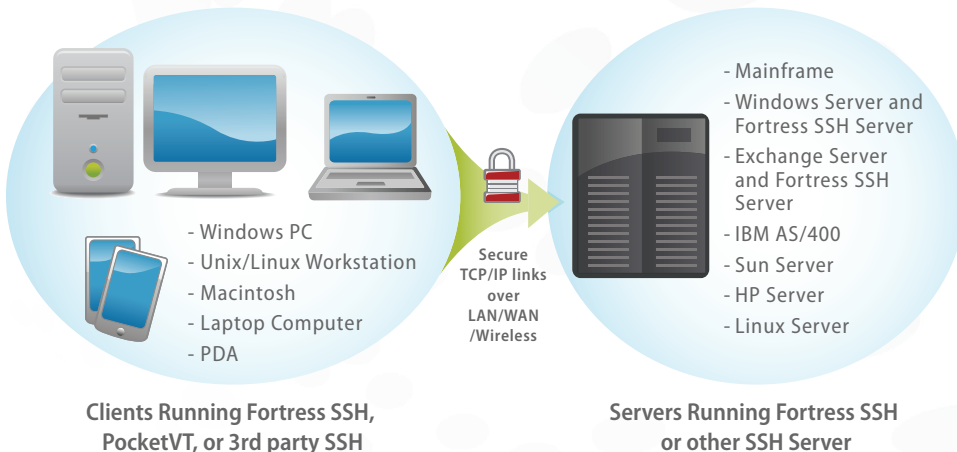 - Windows PC
- Unix/Linux Workstation
- Macintosh
- Laptop Computer
- PDA
Clients Running Fortress SSH,
PocketVT, or 3rd party SSH
Secure
TCP/IP links
over
LAN/WAN
/Wireless
- Mainframe
- Windows Server and
Fortress SSH Server
- Exchange Server
and Fortress SSH
Server
- IBM AS/400
- Sun Server
- HP Server
- Linux Server
Servers Running Fortress SSH
or other SSH Server